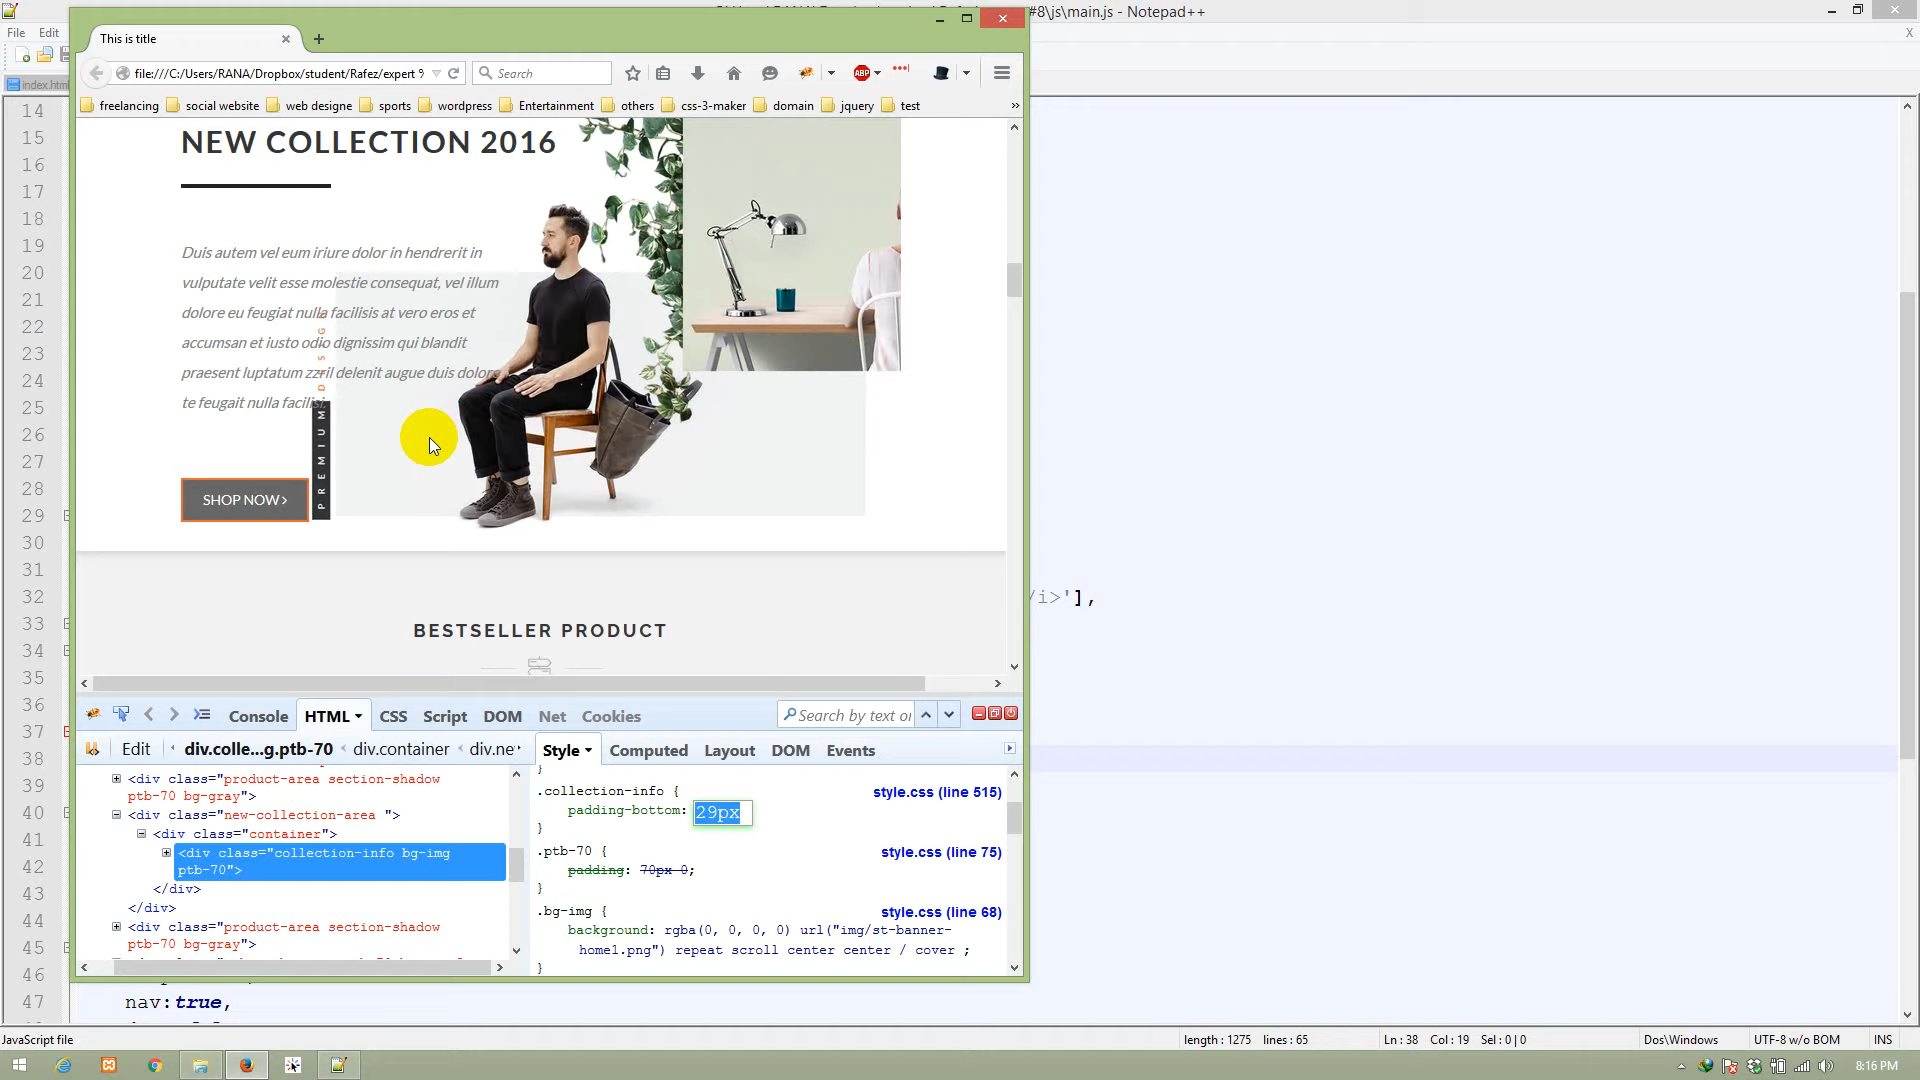 #8\js\main.js - Notepad++
File Edit
This is title
file:///C:/Users/RANA/Dropbox/student/Rafez/expert
Search
freelancing social website web designe sports wordpress Entertainment others css-3-maker domain jquery test
index.html
NEW COLLECTION 2016
Duis autem vel eum iriure dolor in hendrerit in
vulputate velit esse molestie consequat, vel illum
dolore eu feugiat nulla facilisis at vero eros et
accumsan et iusto odio dignissim qui blandit
praesent luptatum zzril delenit augue duis dolore
te feugait nulla facilisi.
PREMIUM DESIGN
SHOP NOW
BESTSELLER PRODUCT
14
15
16
17
18
19
20
21
22
23
24
25
26
27
28
29
30
31
32
/i>'],
33
34
35
36
37
38
39
40
41
42
43
44
45
46
47
nav:true,
Console HTML CSS Script DOM Net Cookies
Search by text or
Edit div.colle...g.ptb-70 div.container div.ne
Style Computed Layout DOM Events
<div class="product-area section-shadow
ptb-70 bg-gray">
<div class="new-collection-area ">
<div class="container">
<div class="collection-info bg-img
ptb-70">
</div>
</div>
<div class="product-area section-shadow
ptb-70 bg-gray">
}
.collection-info { style.css (line 515)
padding-bottom: 29px
}
.ptb-70 { style.css (line 75)
padding: 70px 0;
}
.bg-img { style.css (line 68)
background: rgba(0, 0, 0, 0) url("img/st-banner-
home1.png") repeat scroll center center / cover ;
}
JavaScript file
length : 1275 lines : 65
Ln : 38 Col : 19 Sel : 0 | 0
Dos\Windows
UTF-8 w/o BOM
INS
8:16 PM